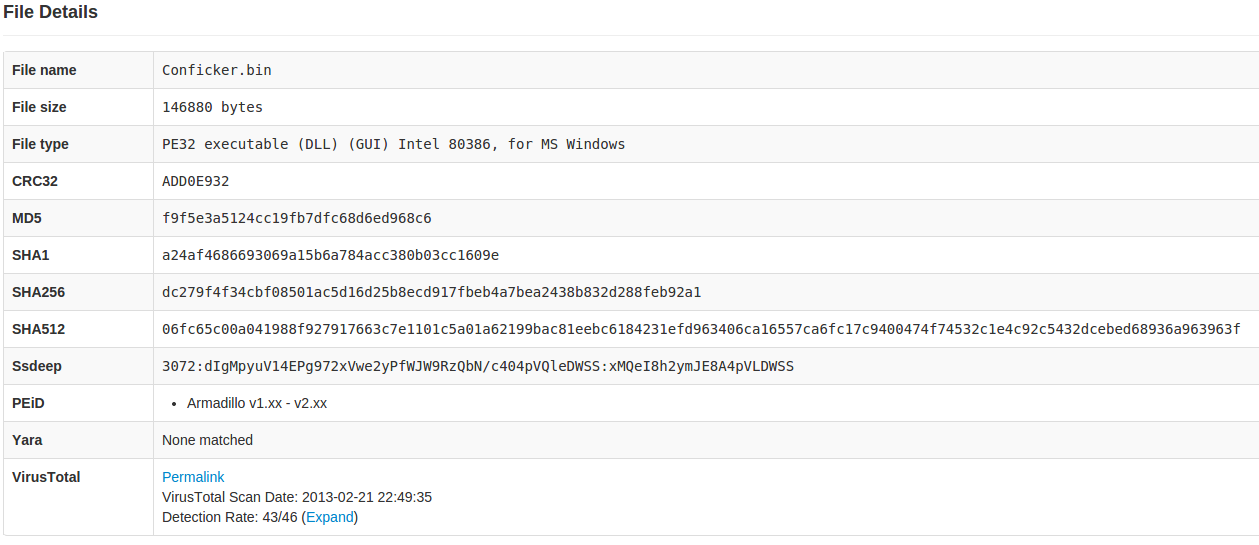 File Details
File name Conficker.bin
File size 146880 bytes
File type PE32 executable (DLL) (GUI) Intel 80386, for MS Windows
CRC32 ADD0E932
MD5 f9f5e3a5124cc19fb7dfc68d6ed968c6
SHA1 a24af4686693069a15b6a784acc380b03cc1609e
SHA256 dc279f4f34cbf08501ac5d16d25b8ecd917fbeb4a7bea2438b832d288feb92a1
SHA512 06fc65c00a041988f927917663c7e1101c5a01a62199bac81eebc6184231efd963406ca16557ca6fc17c9400474f74532c1e4c92c5432dcebed68936a963963f
Ssdeep 3072:dIgMpyuV14EPg972xVwe2yPfWJW9RzQbN/c404pVQleDWSS:xMQeI8h2ymJE8A4pVLDWSS
PEiD • Armadillo v1.xx - v2.xx
Yara None matched
VirusTotal Permalink
VirusTotal Scan Date: 2013-02-21 22:49:35
Detection Rate: 43/46 (Expand)